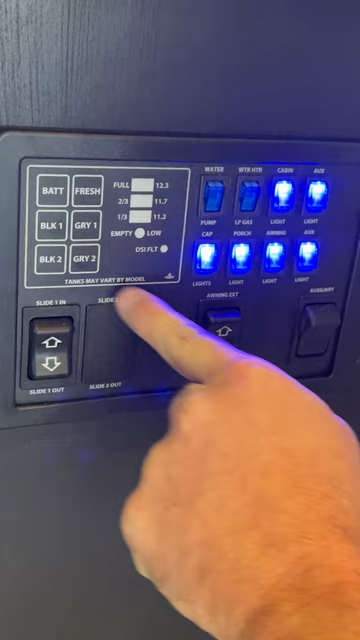 BATT FRESH
BLK 1 GRY 1
BLK 2 GRY 2
FULL 12.3
2/3 11.7
1/3 11.2
EMPTY LOW
DSI FLT
TANKS MAY VARY BY MODEL
WATER WTR HTR CABIN AUX
PUMP LP GAS LIGHT LIGHT
CAP PORCH AWNING AUX
LIGHTS LIGHT LIGHT LIGHT
SLIDE 1 IN SLIDE
AWNING EXT AUXILIARY
SLIDE 1 OUT SLIDE 2 OUT